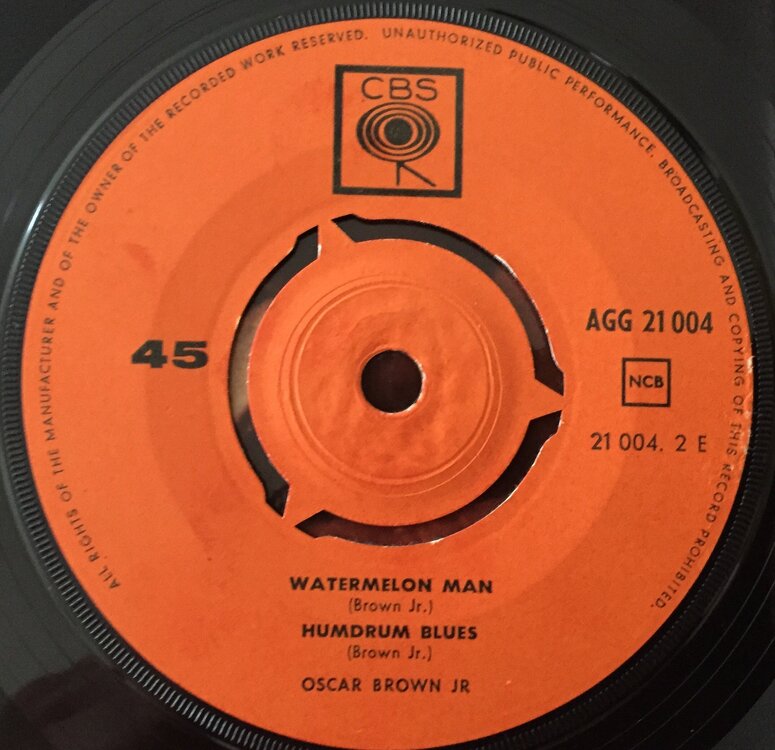 ALL RIGHTS OF THE MANUFACTURER AND OF THE OWNER OF THE RECORDED WORK RESERVED. UNAUTHORIZED PUBLIC PERFORMANCE, BROADCASTING AND COPYING OF THIS RECORD PROHIBITED.
CBS
45
AGG 21 004
NCB
21 004. 2 E
WATERMELON MAN
(Brown Jr.)
HUMDRUM BLUES
(Brown Jr.)
OSCAR BROWN JR